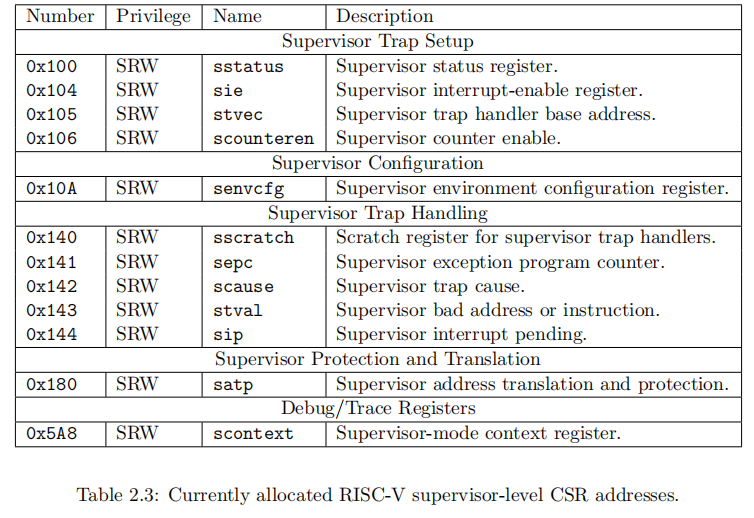 Number Privilege Name Description
Supervisor Trap Setup
0x100 SRW sstatus Supervisor status register.
0x104 SRW sie Supervisor interrupt-enable register.
0x105 SRW stvec Supervisor trap handler base address.
0x106 SRW scounteren Supervisor counter enable.
Supervisor Configuration
0x10A SRW senvcfg Supervisor environment configuration register.
Supervisor Trap Handling
0x140 SRW sscratch Scratch register for supervisor trap handlers.
0x141 SRW sepc Supervisor exception program counter.
0x142 SRW scause Supervisor trap cause.
0x143 SRW stval Supervisor bad address or instruction.
0x144 SRW sip Supervisor interrupt pending.
Supervisor Protection and Translation
0x180 SRW satp Supervisor address translation and protection.
Debug/Trace Registers
0x5A8 SRW scontext Supervisor-mode context register.
Table 2.3: Currently allocated RISC-V supervisor-level CSR addresses.